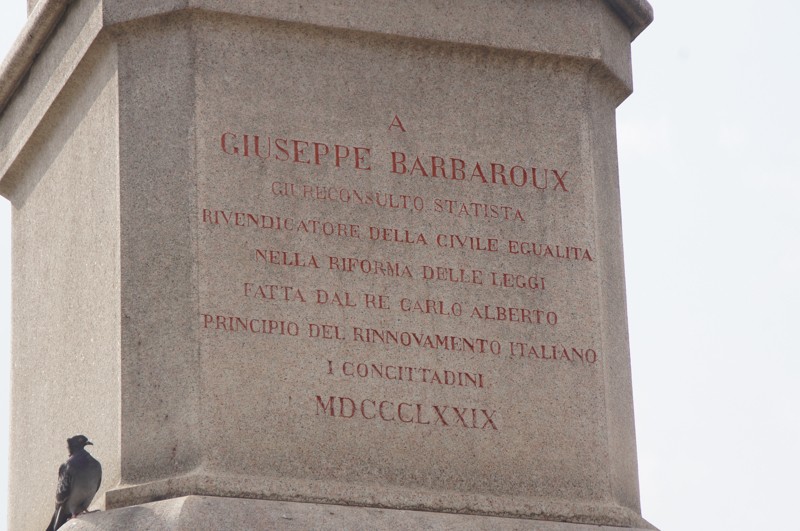 A
GIUSEPPE BARBAROUX
GIURECONSULTO STATISTA
RIVENDICATORE DELLA CIVILE EGUALITA
NELLA RIFORMA DELLE LEGGI
FATTA DAL RE CARLO ALBERTO
PRINCIPIO DEL RINNOVAMENTO ITALIANO
I CONCITTADINI
MDCCCLXXIX